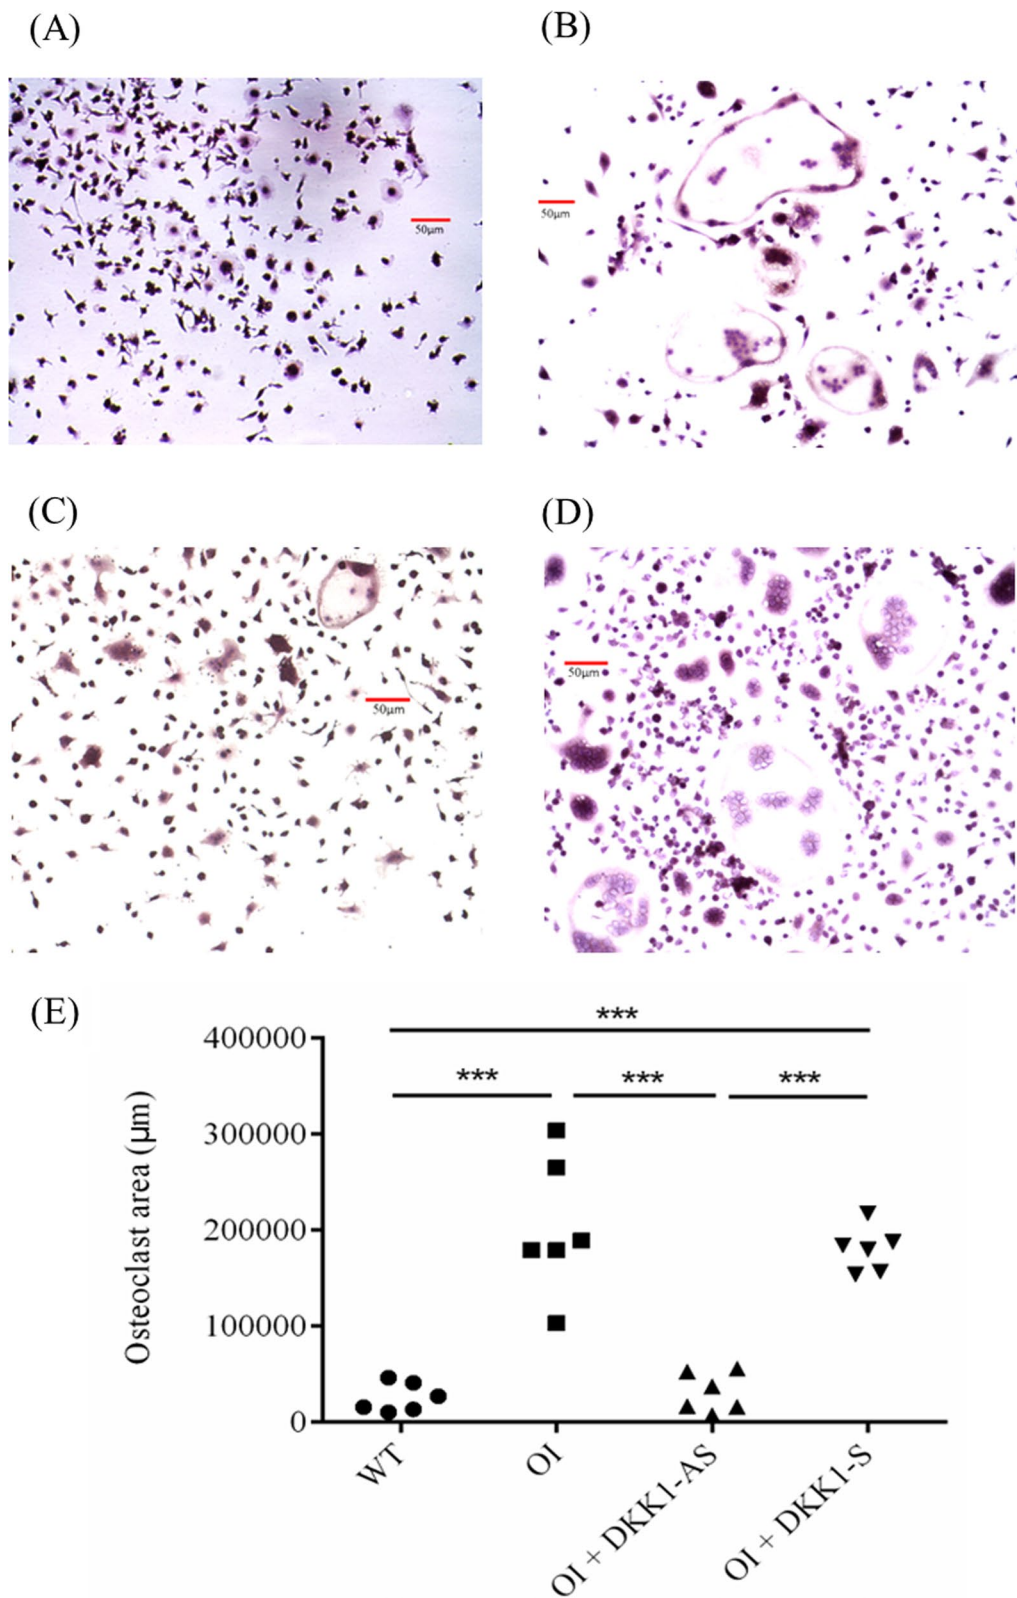 (A)
(B)
50μm
50μm
(C)
(D)
50μm
50μm
(E)
***
400000
***
***
***
300000
200000
100000
0
Osteoclast area (μm)
WT
OI
OI + DKK1-AS
OI + DKK1-S